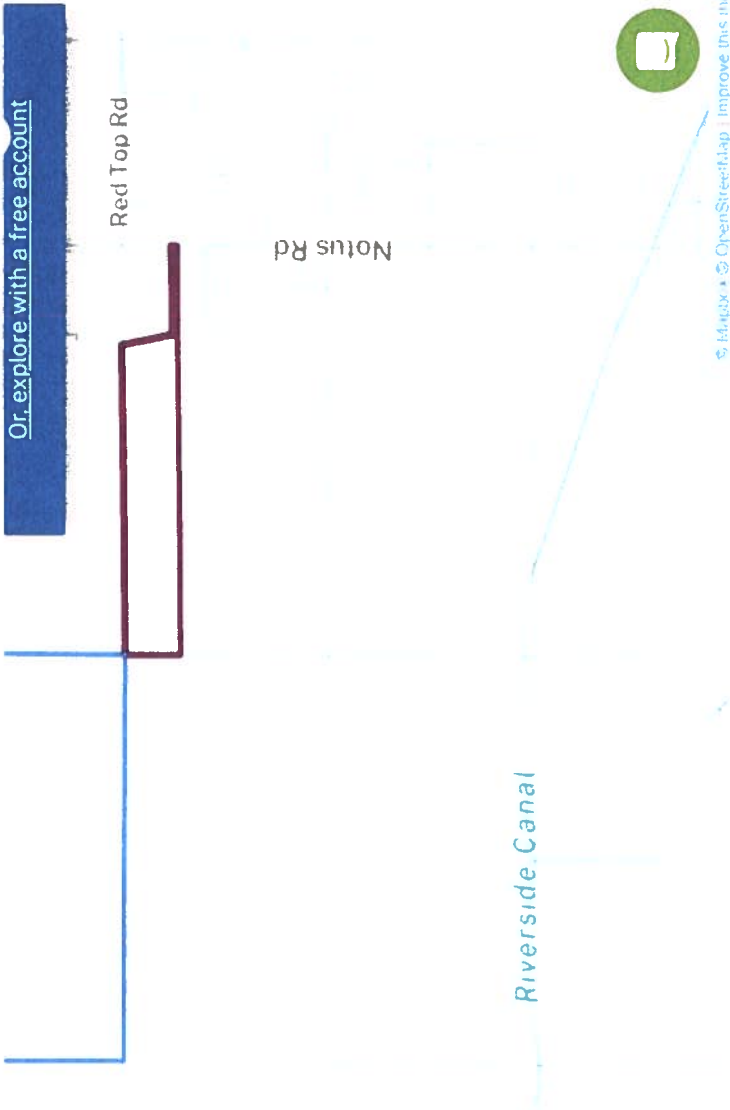 Or, explore with a free account
Red Top Rd
Notus Rd
Riverside Canal
© Mapbox © OpenStreetMap | Improve this